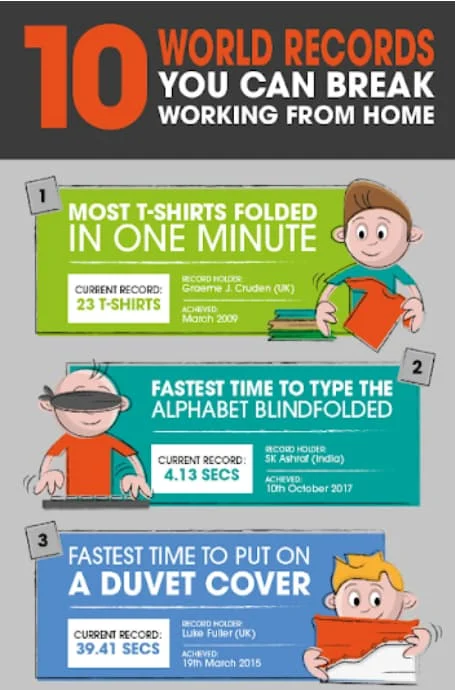 10 WORLD RECORDS
YOU CAN BREAK
WORKING FROM HOME
1
MOST T-SHIRTS FOLDED
IN ONE MINUTE
CURRENT RECORD:
23 T-SHIRTS
RECORD HOLDER:
Graeme J. Cruden (UK)
ACHIEVED:
March 2009
2
FASTEST TIME TO TYPE THE
ALPHABET BLINDFOLDED
CURRENT RECORD:
4.13 SECS
RECORD HOLDER:
SK Ashraf (India)
ACHIEVED:
10th October 2017
3
FASTEST TIME TO PUT ON
A DUVET COVER
CURRENT RECORD:
39.41 SECS
RECORD HOLDER:
Luke Fuller (UK)
ACHIEVED:
19th March 2015